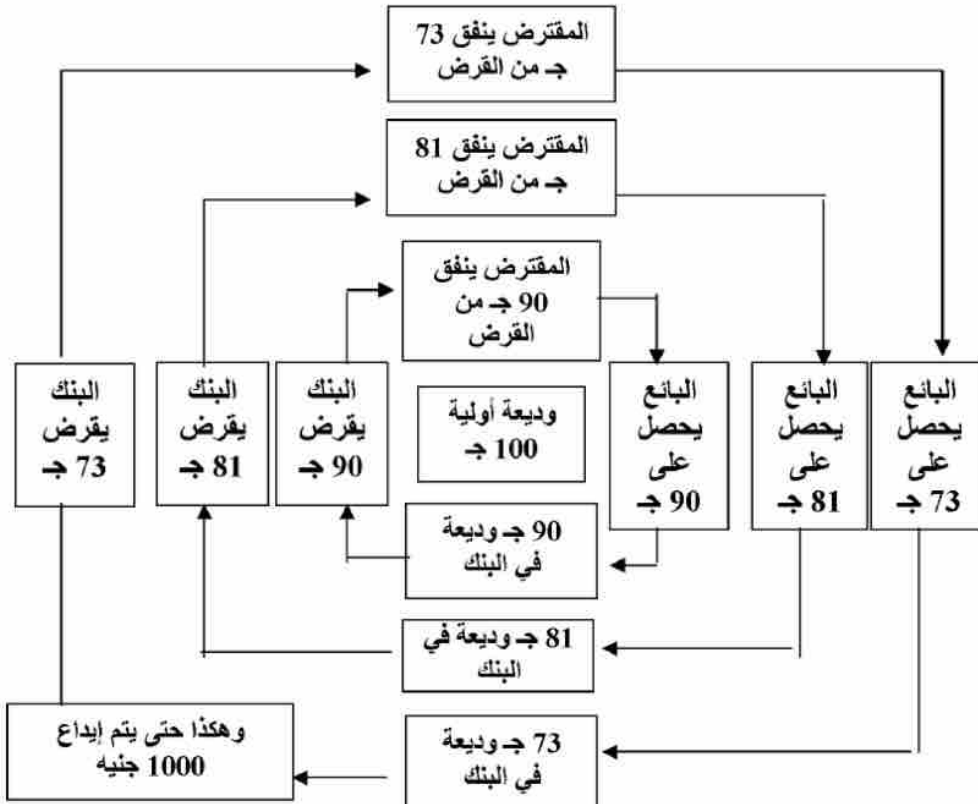 المقترض ينفق 73
جـ من القرض
المقترض ينفق 81
جـ من القرض
المقترض ينفق
90 جـ من
القرض
البائع
يحصل
على
73 جـ
البائع
يحصل
على
81 جـ
البائع
يحصل
على
90 جـ
وديعة أولية
100 جـ
البنك
يقرض
90 جـ
البنك
يقرض
81 جـ
البنك
يقرض
73 جـ
90 جـ وديعة
في البنك
81 جـ وديعة في
البنك
73 جـ وديعة
في البنك
وهكذا حتى يتم إيداع
1000 جنيه